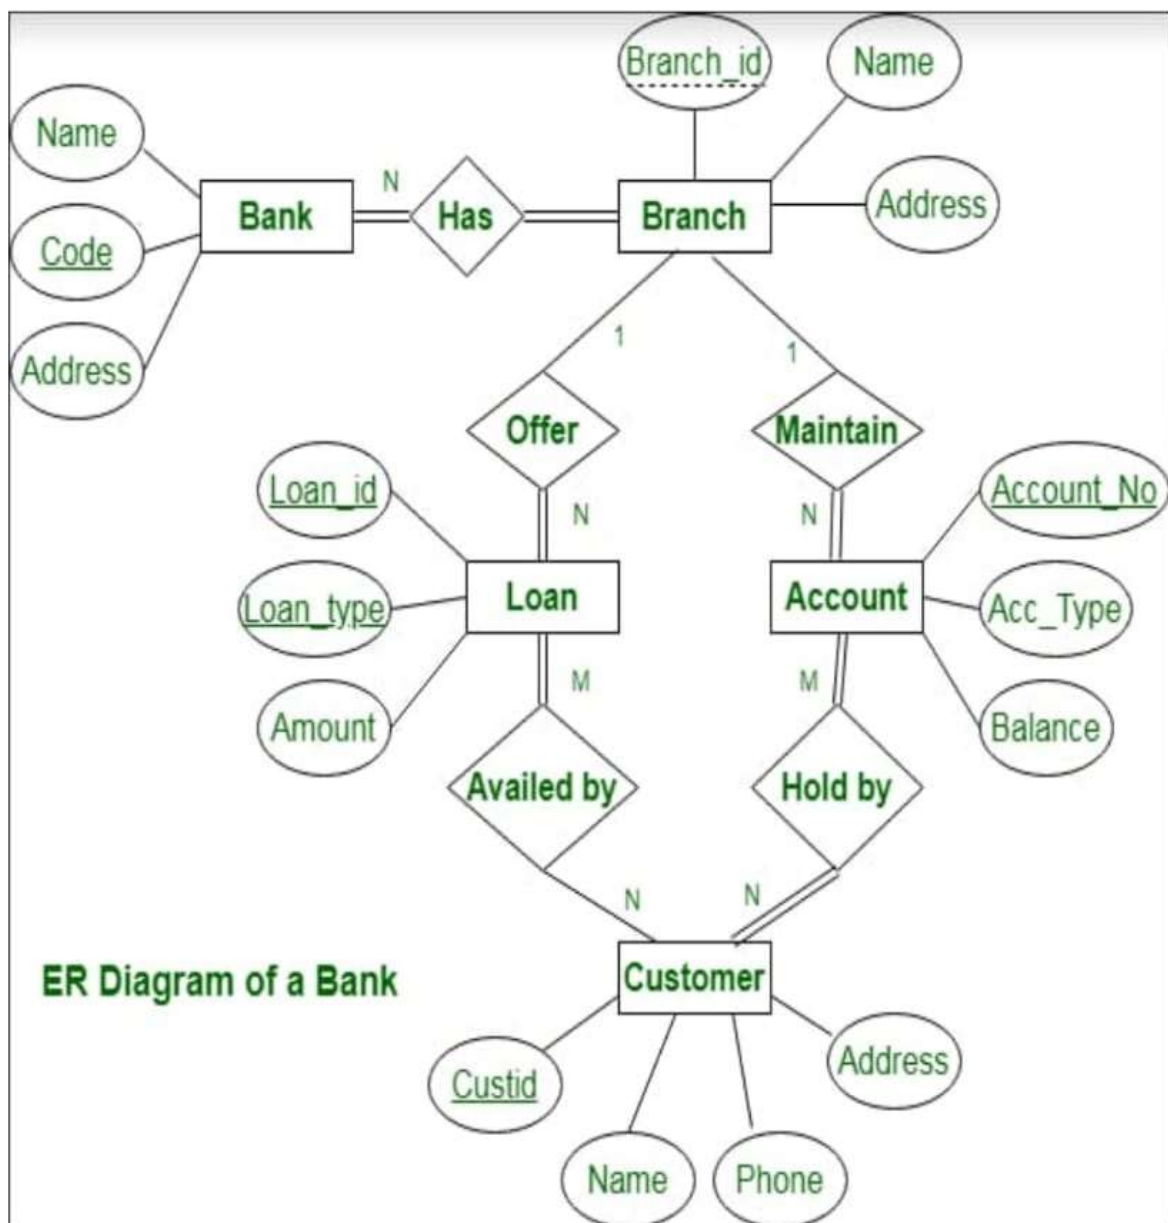 Branch_id
Name
Name
Bank
N
Has
Branch
Address
Code
Address
1
1
Offer
Maintain
Loan_id
N
N
Account_No
Loan
Account
Loan_type
Acc_Type
M
M
Amount
Balance
Availed by
Hold by
N
N
ER Diagram of a Bank
Customer
Custid
Address
Name
Phone